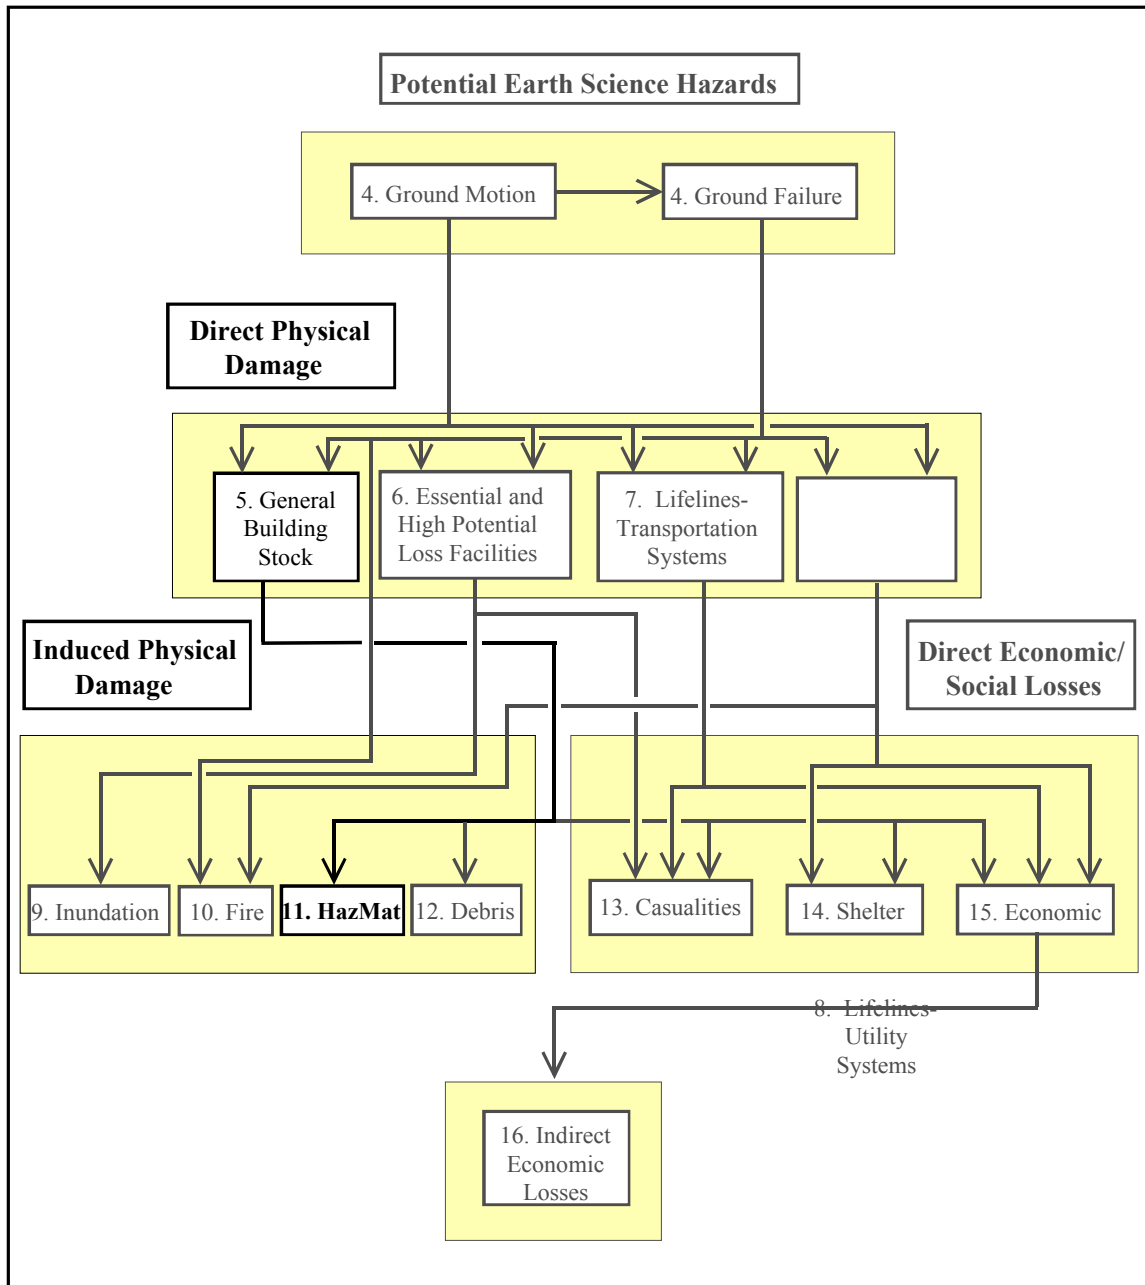 Potential Earth Science Hazards
4. Ground Motion
4. Ground Failure
Direct Physical
Damage
5. General
Building
Stock
6. Essential and
High Potential
Loss Facilities
7. Lifelines-
Transportation
Systems
Induced Physical
Damage
Direct Economic/
Social Losses
9. Inundation
10. Fire
11. HazMat
12. Debris
13. Casualities
14. Shelter
15. Economic
8. Lifelines-
Utility
Systems
16. Indirect
Economic
Losses